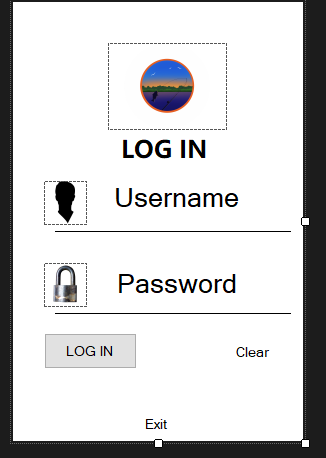 LOG IN
Username
Password
LOG IN Clear
Exit